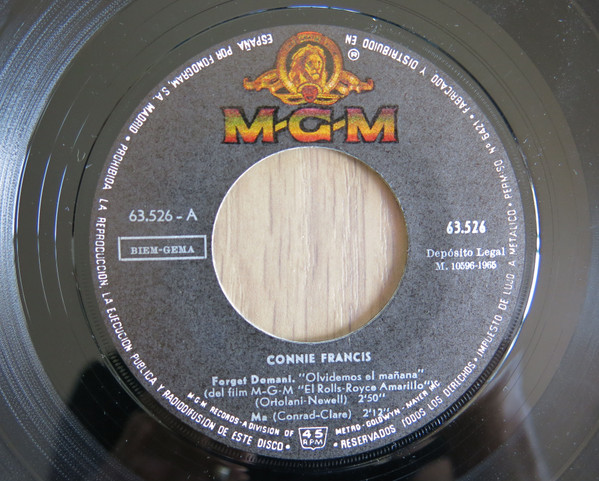 FABRICADO Y DISTRIBUIDO EN ESPAÑA POR FONOGRAM, S.A. MADRID • PROHIBIDA LA REPRODUCCION, LA EJECUCION PUBLICA Y RADIODIFUSION DE ESTE DISCO •
• RESERVADOS TODOS LOS DERECHOS • IMPUESTO DE LUJO A METALICO • PERMISO Nº 6421 •
®
M-G-M
63.526 - A
63.526
BIEM-GEMA
Depósito Legal
M. 10596-1965
CONNIE FRANCIS
Forget Domani. "Olvidemos el mañana"
(del film M-G-M "El Rolls-Royce Amarillo")
(Ortolani-Newell) 2'50"
Ma (Conrad-Clare) 2'12"
M-G-M RECORDS - A DIVISION OF METRO-GOLDWYN-MAYER INC
45
RPM